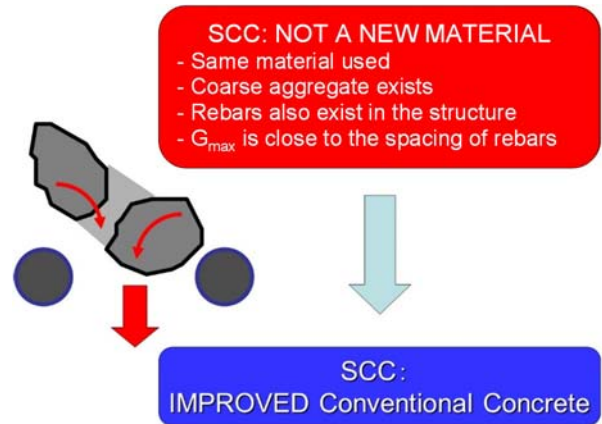 SCC: NOT A NEW MATERIAL
- Same material used
- Coarse aggregate exists
- Rebars also exist in the structure
- Gmax is close to the spacing of rebars
SCC:
IMPROVED Conventional Concrete